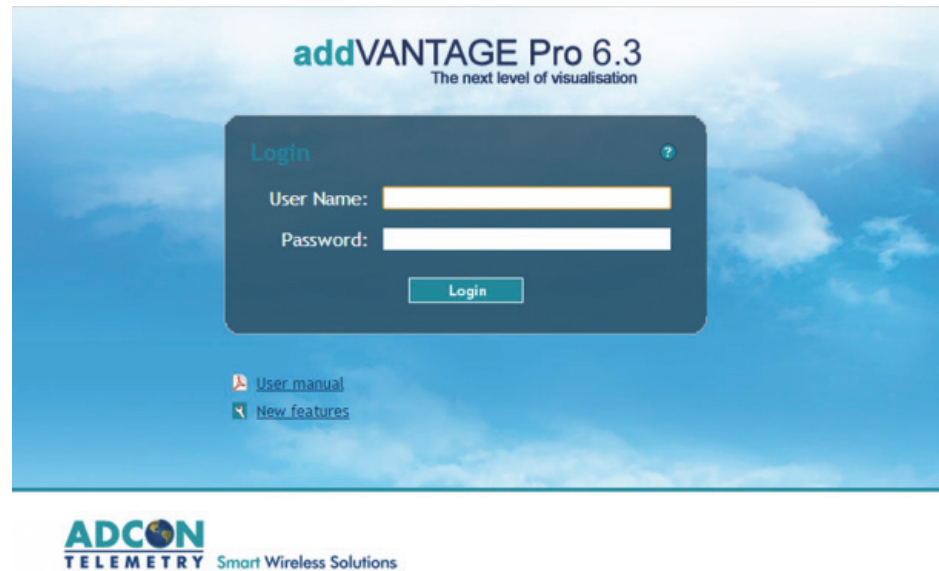 addVANTAGE Pro 6.3
The next level of visualisation
Login
?
User Name:
Password:
Login
User manual
New features
ADCON
TELEMETRY Smart Wireless Solutions